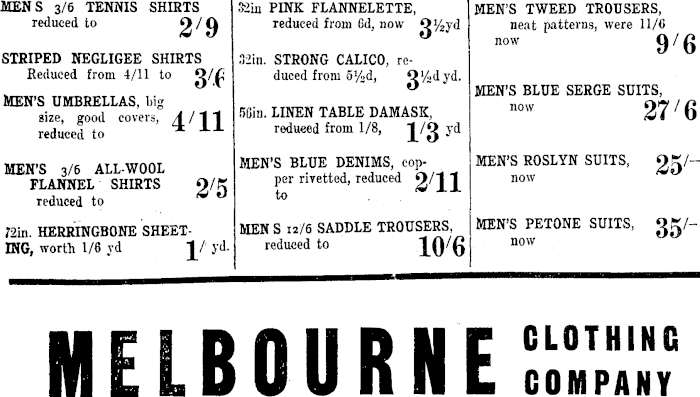 MEN S 3/6 TENNIS SHIRTS
reduced to 2/9
STRIPED NEGLIGEE SHIRTS
Reduced from 4/11 to 3/6
MEN'S UMBRELLAS, big
size, good covers,
reduced to 4/11
MEN'S 3/6 ALL-WOOL
FLANNEL SHIRTS
reduced to 2/5
72in. HERRINGBONE SHEET-
ING, worth 1/6 yd 1/ yd.
32in PINK FLANNELETTE,
reduced from 6d, now 3½yd
32in. STRONG CALICO, re-
duced from 5½d, 3½d yd.
56in. LINEN TABLE DAMASK,
reduced from 1/8, 1/3 yd
MEN'S BLUE DENIMS, cop-
per rivetted, reduced
to 2/11
MEN S 12/6 SADDLE TROUSERS,
reduced to 10/6
MEN'S TWEED TROUSERS,
neat patterns, were 11/6
now 9/6
MEN'S BLUE SERGE SUITS,
now 27/6
MEN'S ROSLYN SUITS,
now 25/-
MEN'S PETONE SUITS,
now 35/-
MELBOURNE CLOTHING
COMPANY